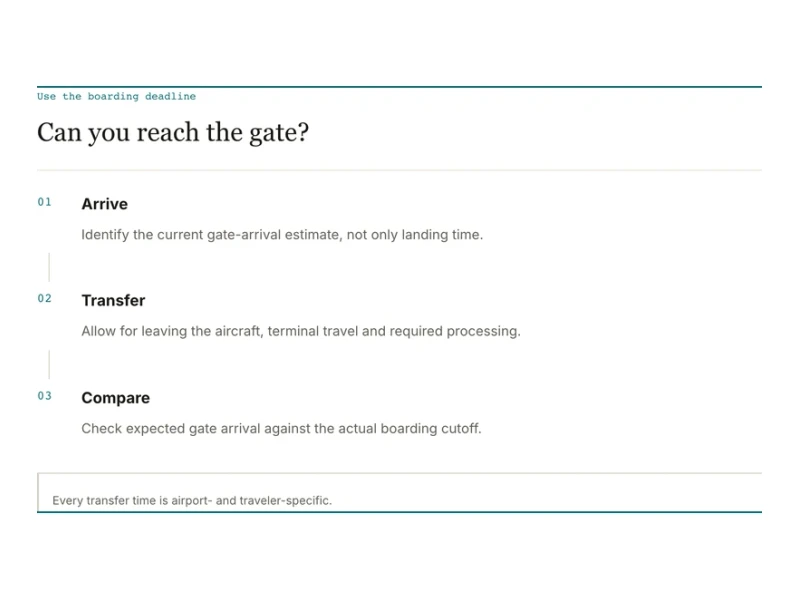 Use the boarding deadline
Can you reach the gate?
01
Arrive
Identify the current gate-arrival estimate, not only landing time.
02
Transfer
Allow for leaving the aircraft, terminal travel and required processing.
03
Compare
Check expected gate arrival against the actual boarding cutoff.
Every transfer time is airport- and traveler-specific.